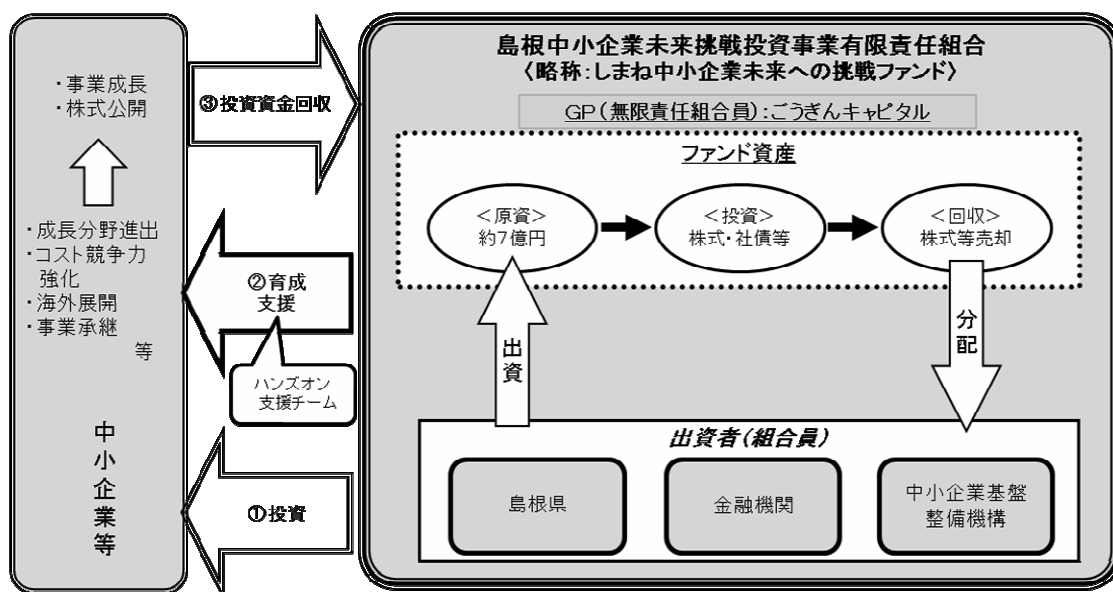 ・事業成長
・株式公開
・成長分野進出
・コスト競争力
強化
・海外展開
・事業承継
等
中小企業等
③投資資金回収
②育成
支援
ハンズオン
支援チーム
①投資
島根中小企業未来挑戦投資事業有限責任組合
〈略称：しまね中小企業未来への挑戦ファンド〉
GP（無限責任組合員）：ごうぎんキャピタル
ファンド資産
＜原資＞
約7億円
＜投資＞
株式・社債等
＜回収＞
株式等売却
出資
分配
出資者（組合員）
島根県
金融機関
中小企業基盤
整備機構